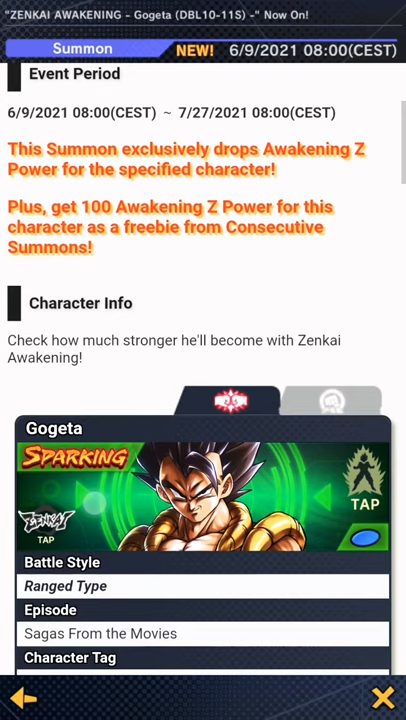 "ZENKAI AWAKENING - Gogeta (DBL10-11S) -" Now On!
Summon NEW! 6/9/2021 08:00(CEST)
Event Period
6/9/2021 08:00(CEST) ~ 7/27/2021 08:00(CEST)
This Summon exclusively drops Awakening Z
Power for the specified character!
Plus, get 100 Awakening Z Power for this
character as a freebie from Consecutive
Summons!
Character Info
Check how much stronger he'll become with Zenkai
Awakening!
Gogeta
SPARKING
ZENKAI
TAP
TAP
Battle Style
Ranged Type
Episode
Sagas From the Movies
Character Tag